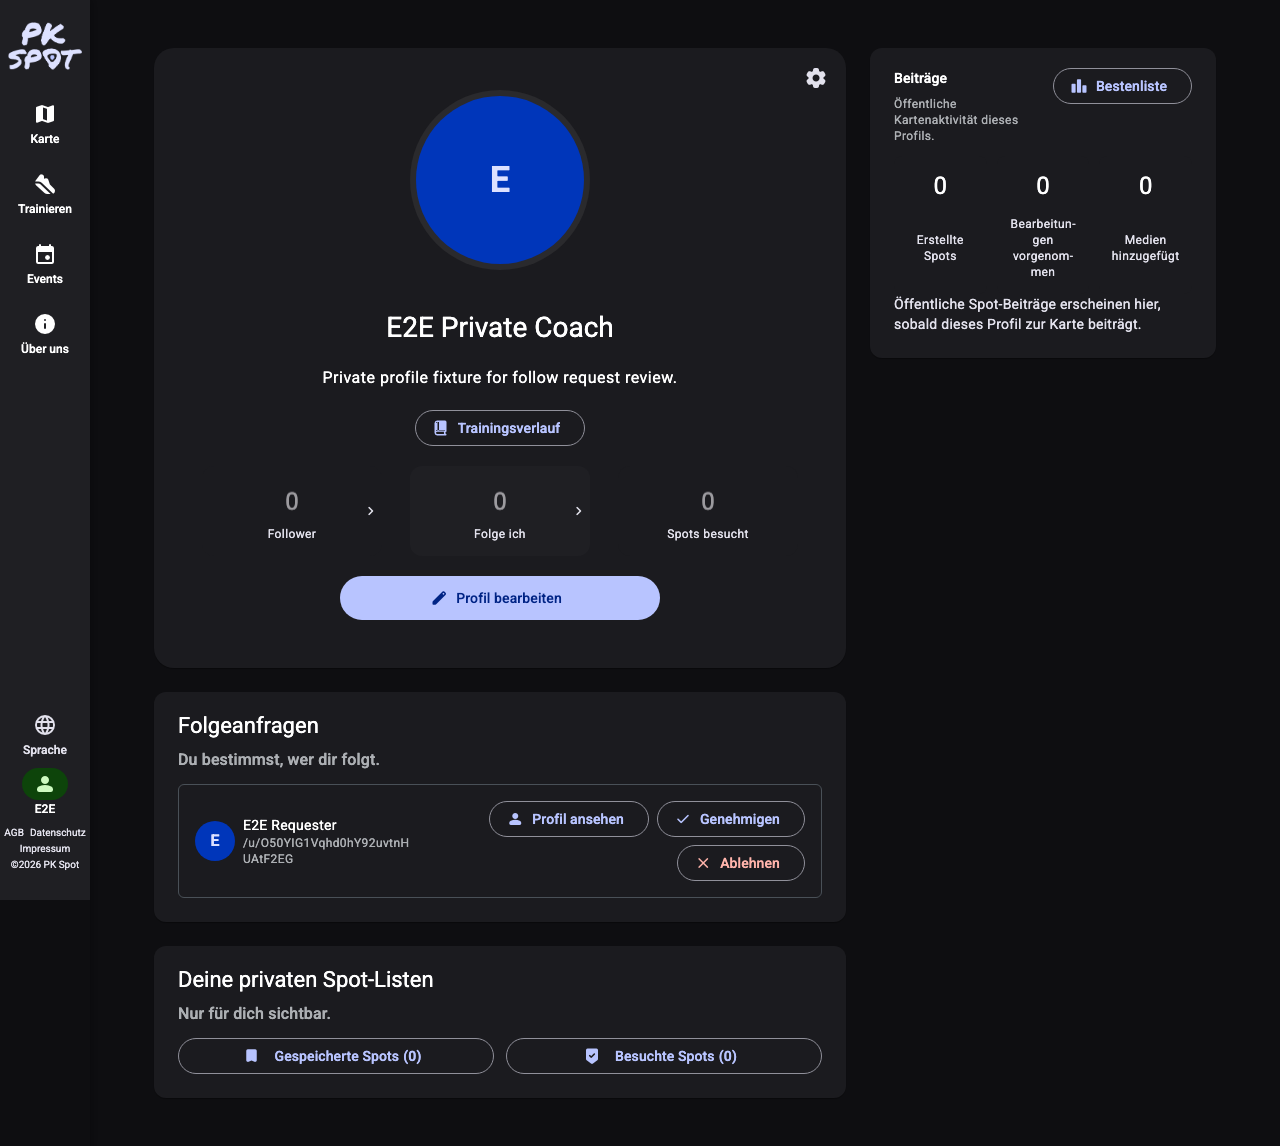 PK
SPOT
Karte
Trainieren
Events
Über uns
Sprache
E2E
AGB Datenschutz
Impressum
©2026 PK Spot
E
E2E Private Coach
Private profile fixture for follow request review.
Trainingsverlauf
0
Follower
0
Folge ich
0
Spots besucht
Profil bearbeiten
Folgeanfragen
Du bestimmst, wer dir folgt.
E
E2E Requester
/u/O50YIG1Vqhd0hY92uvtnH
UAtF2EG
Profil ansehen
Genehmigen
Ablehnen
Deine privaten Spot-Listen
Nur für dich sichtbar.
Gespeicherte Spots (0)
Besuchte Spots (0)
Beiträge
Öffentliche
Kartenaktivität dieses
Profils.
Bestenliste
0
Erstellte
Spots
0
Bearbeitun-
gen
vorgenom-
men
0
Medien
hinzugefügt
Öffentliche Spot-Beiträge erscheinen hier,
sobald dieses Profil zur Karte beiträgt.